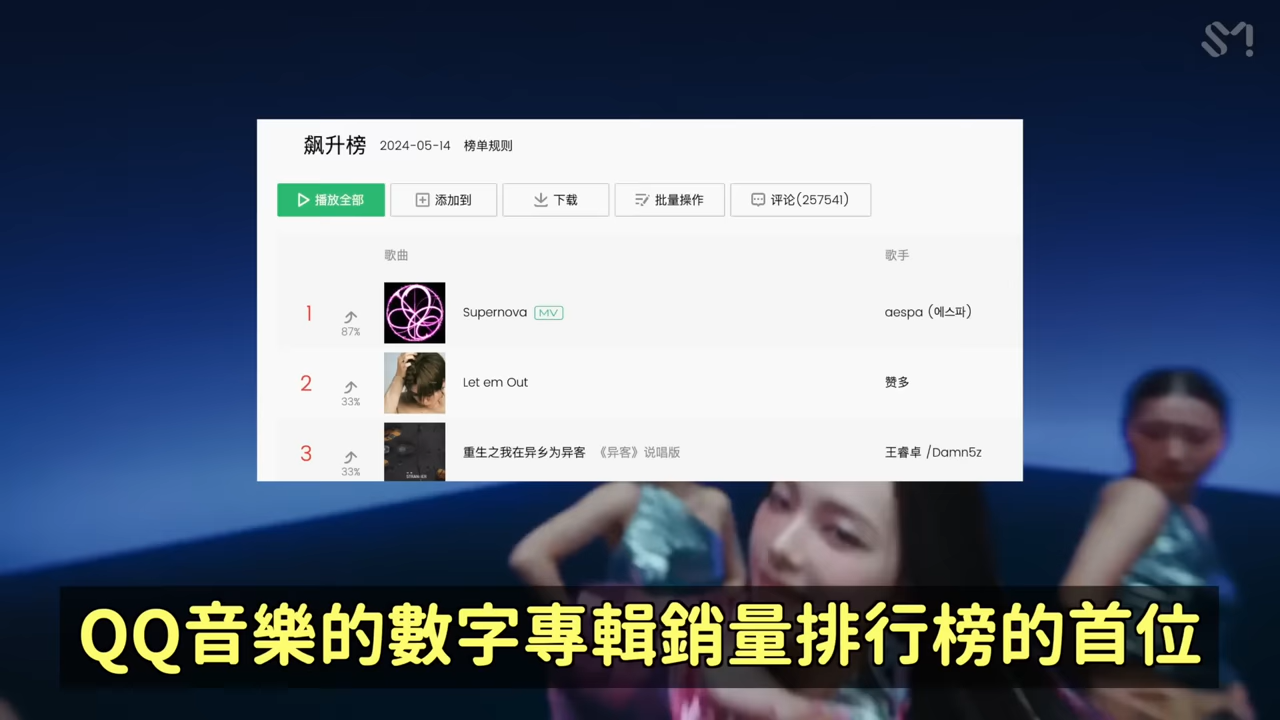 SM!
飙升榜 2024-05-14 榜单规则
播放全部 添加到 下载 批量操作 评论(257541)
歌曲 歌手
1 87% Supernova MV aespa (에스파)
2 33% Let em Out 赞多
3 33% 重生之我在异乡为异客 《异客》说唱版 王睿卓 /Damn5z
QQ音樂的數字專輯銷量排行榜的首位